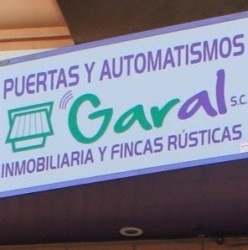 PUERTAS Y AUTOMATISMOS
Garal S.C.
INMOBILIARIA Y FINCAS RÚSTICAS